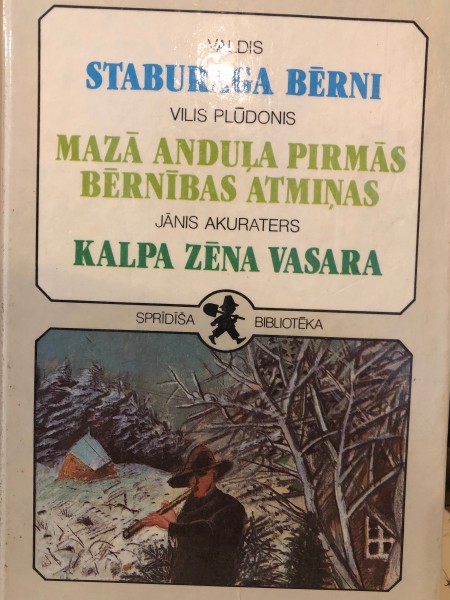 VALDIS
STABURAGA BĒRNI
VILIS PLŪDONIS
MAZĀ ANDUĻA PIRMĀS
BĒRNĪBAS ATMIŅAS
JĀNIS AKURATERS
KALPA ZĒNA VASARA
SPRĪDĪŠA BIBLIOTĒKA